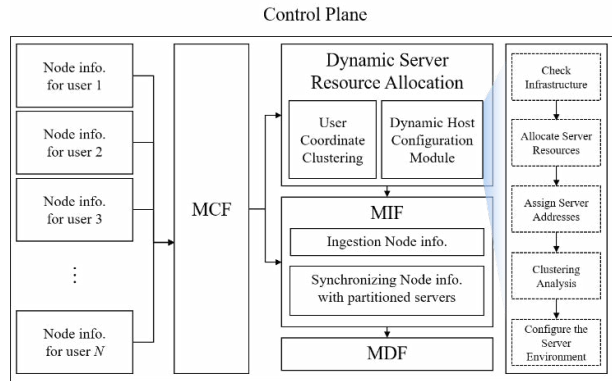 Control Plane
Node info.
for user 1
Node info.
for user 2
Node info.
for user 3
⋮
Node info.
for user N
MCF
Dynamic Server
Resource Allocation
User
Coordinate
Clustering
Dynamic Host
Configuration
Module
MIF
Ingestion Node info.
Synchronizing Node info.
with partitioned servers
MDF
Check
Infrastructure
Allocate Server
Resources
Assign Server
Addresses
Clustering
Analysis
Configure the
Server
Environment